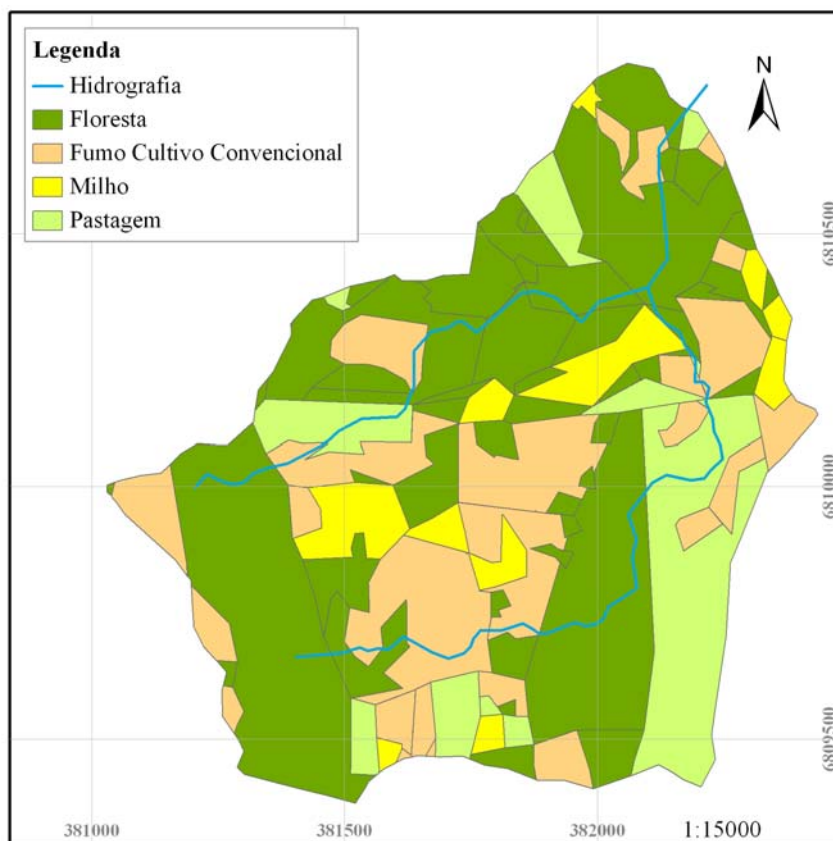 Legenda
Hidrografia
Floresta
Fumo Cultivo Convencional
Milho
Pastagem
N
6810500
6810000
6809500
381000
381500
382000
1:15000